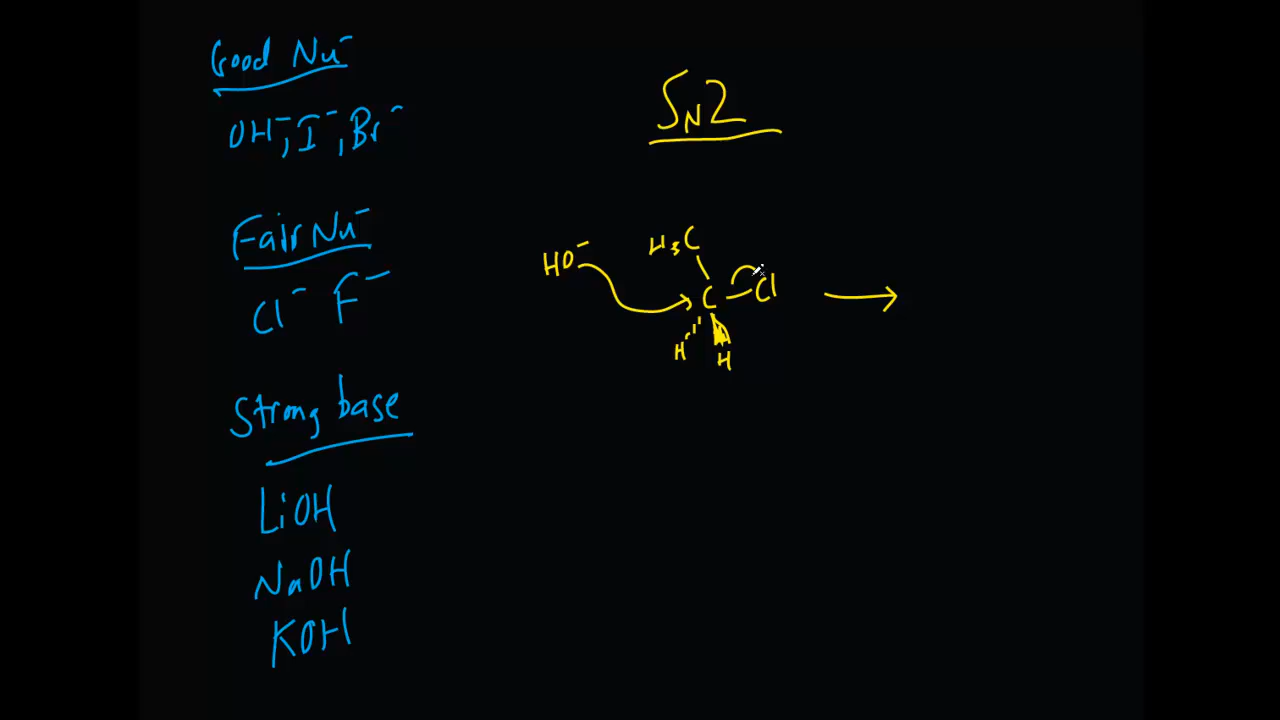 Good Nu⁻
OH⁻, I⁻, Br⁻
Fair Nu⁻
Cl⁻ F⁻
Strong base
LiOH
NaOH
KOH
SN2
H₃C
HO⁻
C Cl
H H